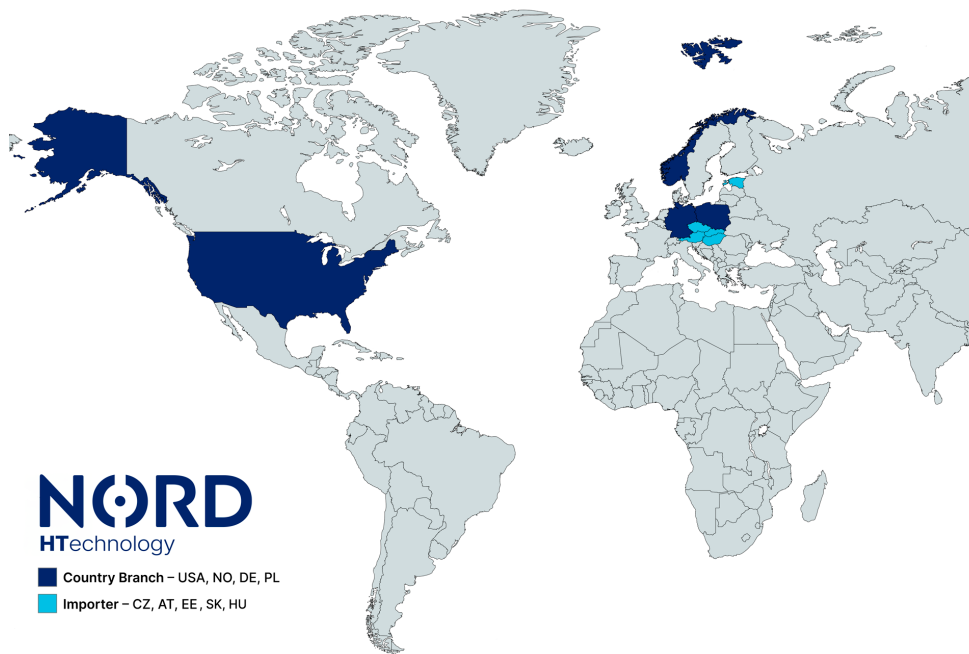 NORD
HTechnology
Country Branch – USA, NO, DE, PL
Importer – CZ, AT, EE , SK, HU